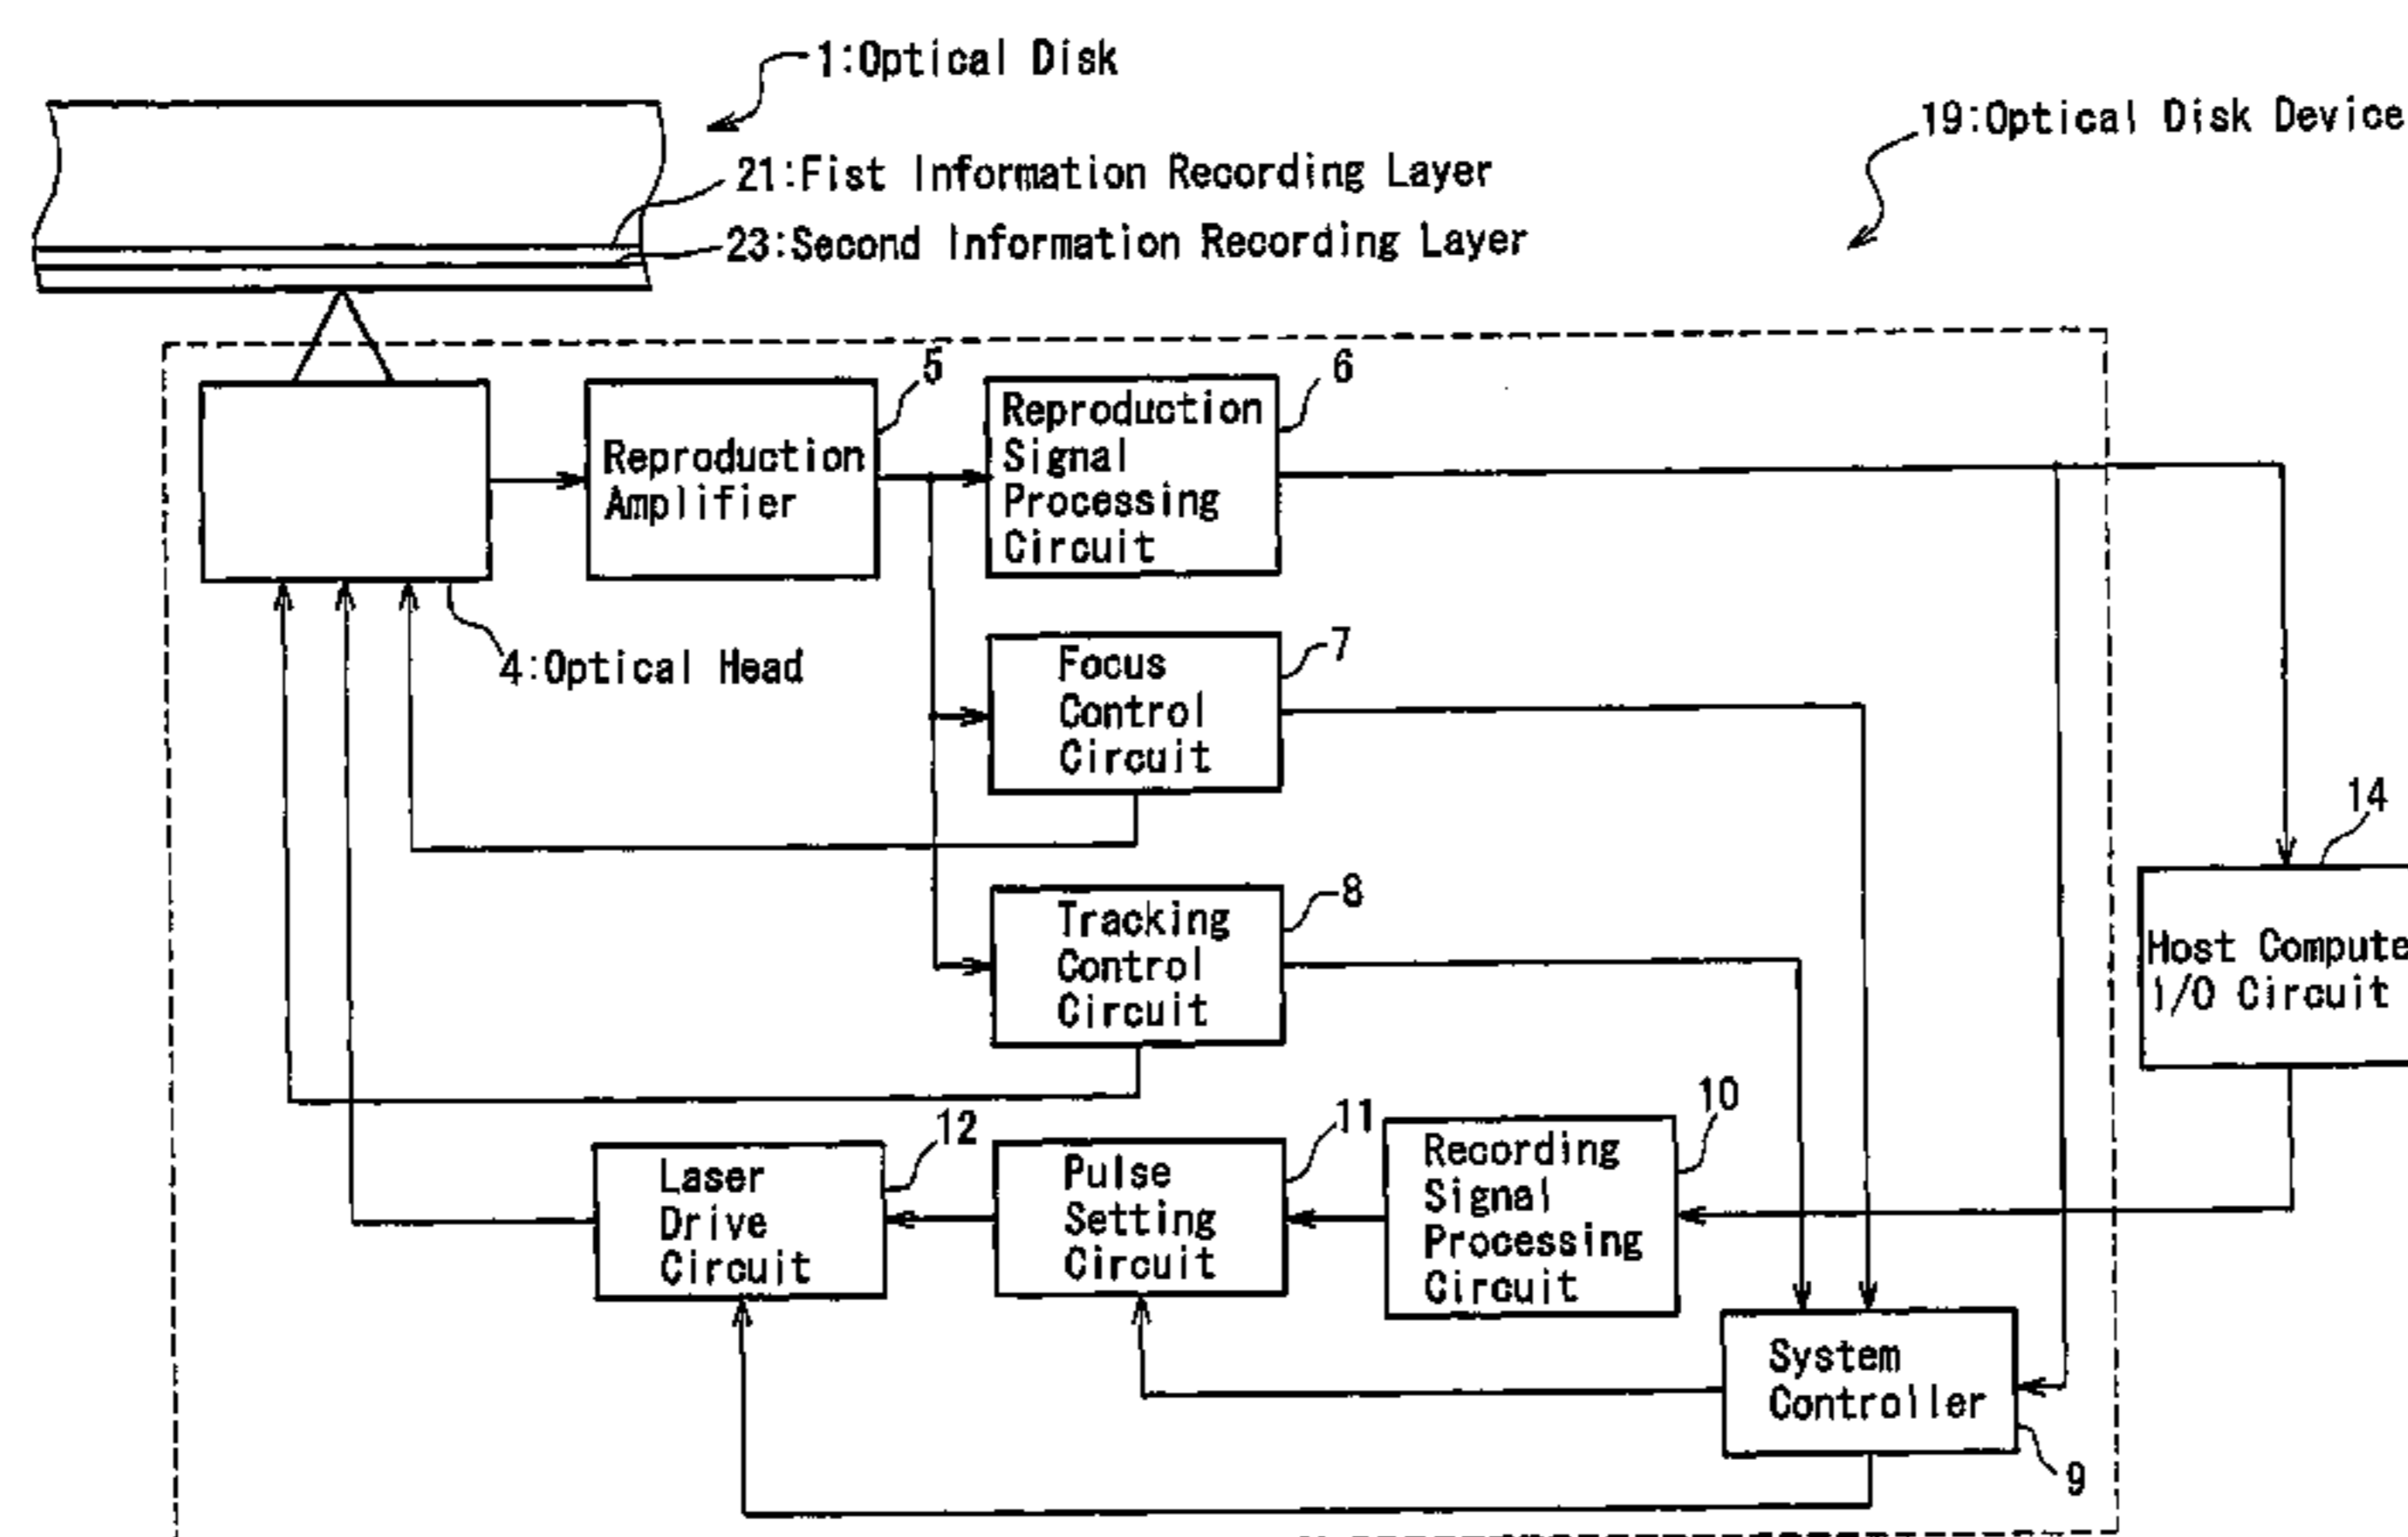 1:Optical Disk
19:Optical Disk Device
21:Fist Information Recording Layer
23:Second Information Recording Layer
5
6
Reproduction
Amplifier
Reproduction
Signal
Processing
Circuit
4:Optical Head
7
Focus
Control
Circuit
14
Host Compute
I/O Circuit
8
Tracking
Control
Circuit
12
Laser
Drive
Circuit
11
Pulse
Setting
Circuit
10
Recording
Signal
Processing
Circuit
System
Controller
9